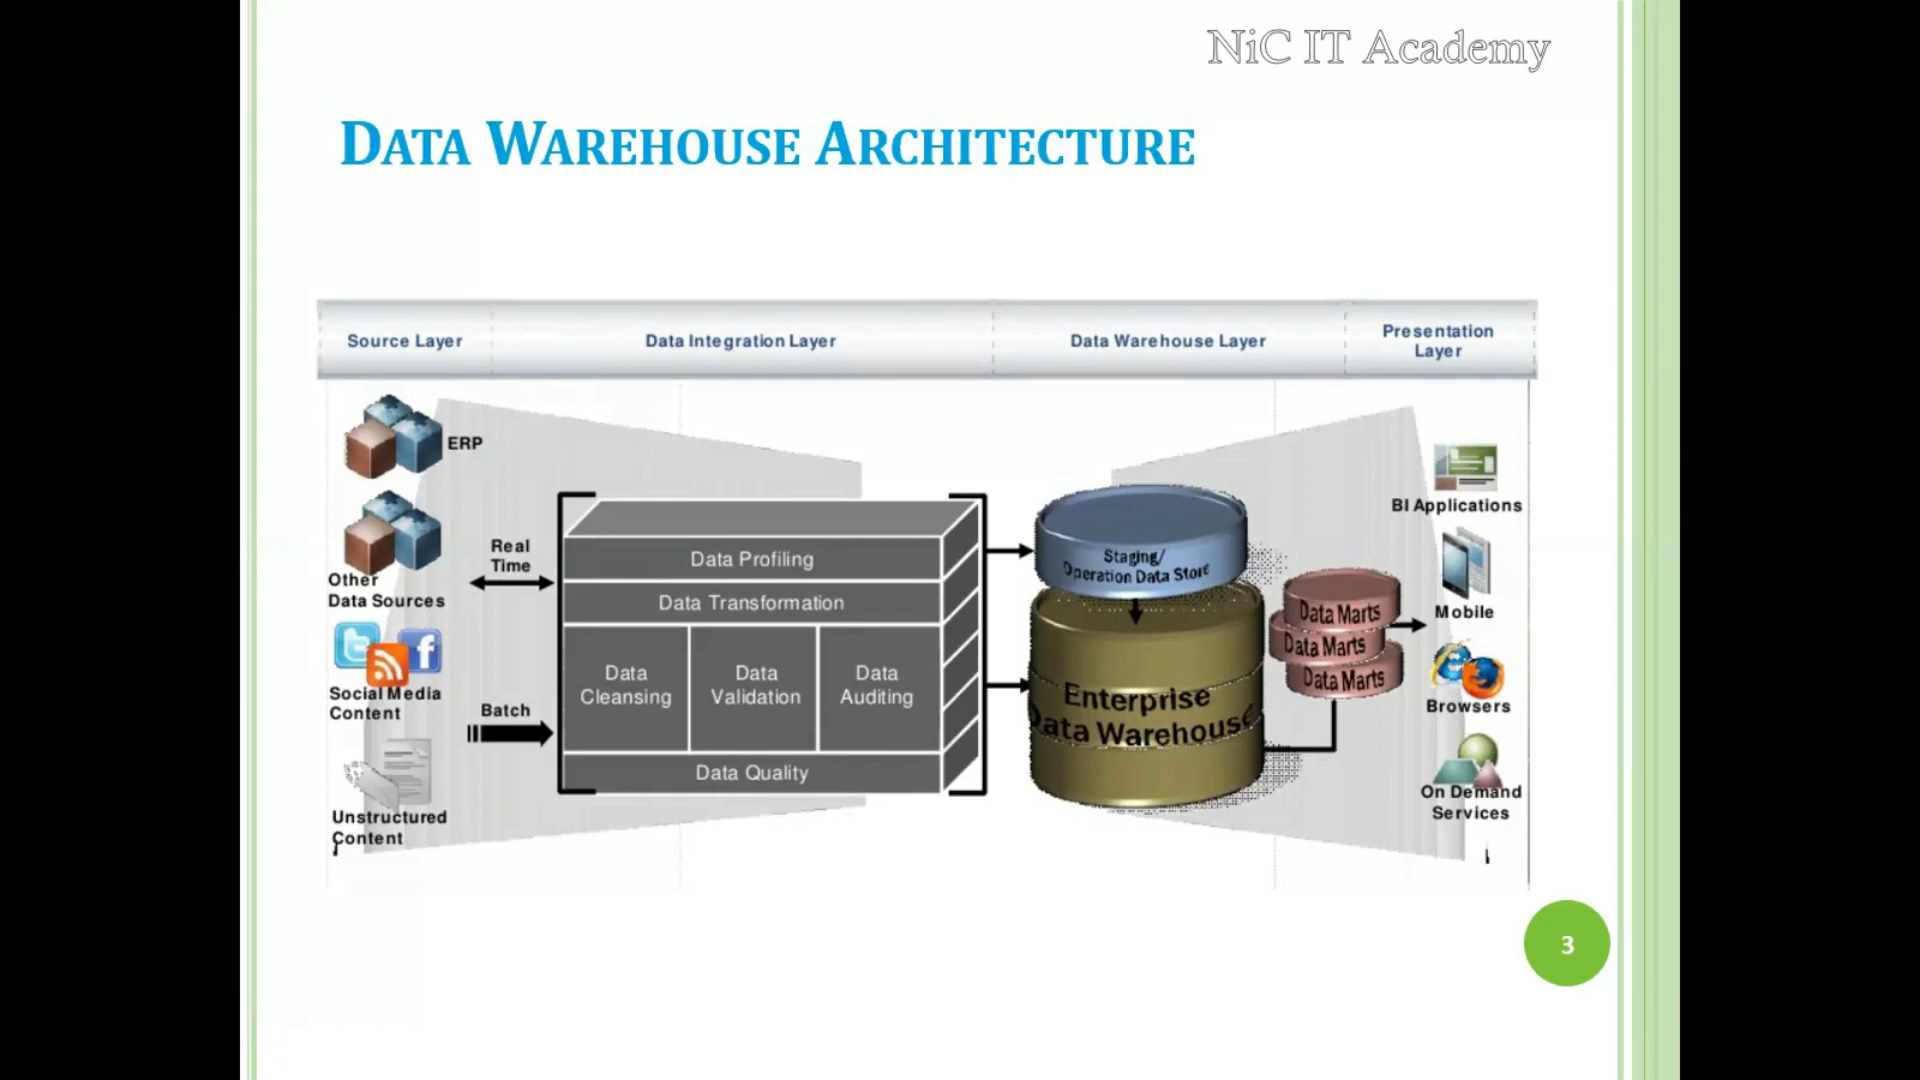 NiC IT Academy
DATA WAREHOUSE ARCHITECTURE
Source Layer
Data Integration Layer
Data Warehouse Layer
Presentation
Layer
ERP
Other
Data Sources
Social Media
Content
Unstructured
Content
Real
Time
Batch
Data Profiling
Data Transformation
Data
Cleansing
Data
Validation
Data
Auditing
Data Quality
Staging/
Operation Data Store
Enterprise
Data Warehouse
Data Marts
Data Marts
Data Marts
BI Applications
Mobile
Browsers
On Demand
Services
3